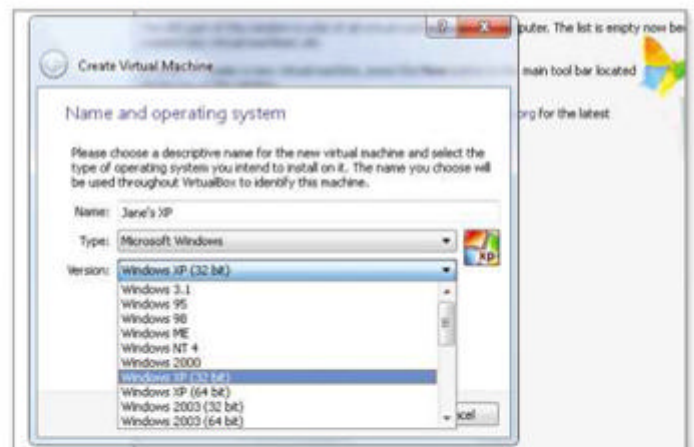 puter. The list is empty now bec
Create Virtual Machine
main tool bar located
Name and operating system
org for the latest
Please choose a descriptive name for the new virtual machine and select the
type of operating system you intend to install on it. The name you choose will
be used throughout VirtualBox to identify this machine.
Name: Jane's XP
Type: Microsoft Windows
XP
Version: Windows XP (32 bit)
Windows 3.1
Windows 95
Windows 98
Windows ME
Windows NT 4
Windows 2000
Windows XP (32 bit)
Windows XP (64 bit)
Windows 2003 (32 bit)
Windows 2003 (64 bit)
cel